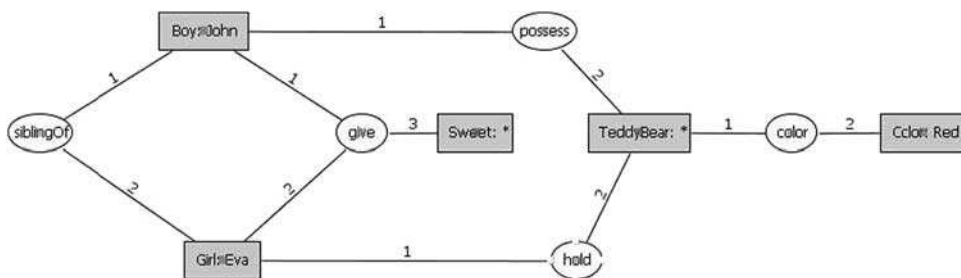 1
Boy: John
possess
1
1
2
siblingOf
give
3
Sweet: *
TeddyBear: *
1
color
2
Color: Red
2
2
2
Girl: Eva
1
hold